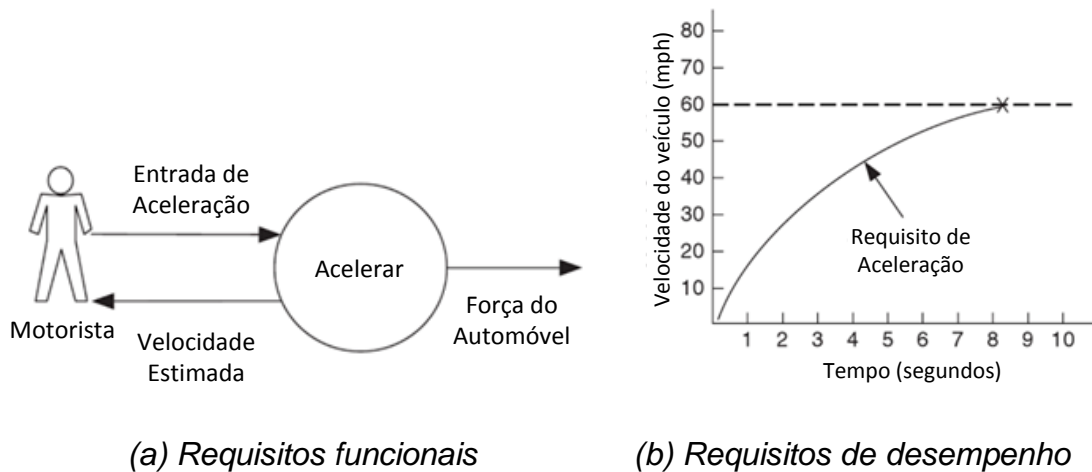 Entrada de
Aceleração
Acelerar
Motorista
Velocidade
Estimada
Força do
Automóvel
(a) Requisitos funcionais
Velocidade do veículo (mph)
80
70
60
50
40
30
20
10
Requisito de
Aceleração
1 2 3 4 5 6 7 8 9 10
Tempo (segundos)
(b) Requisitos de desempenho